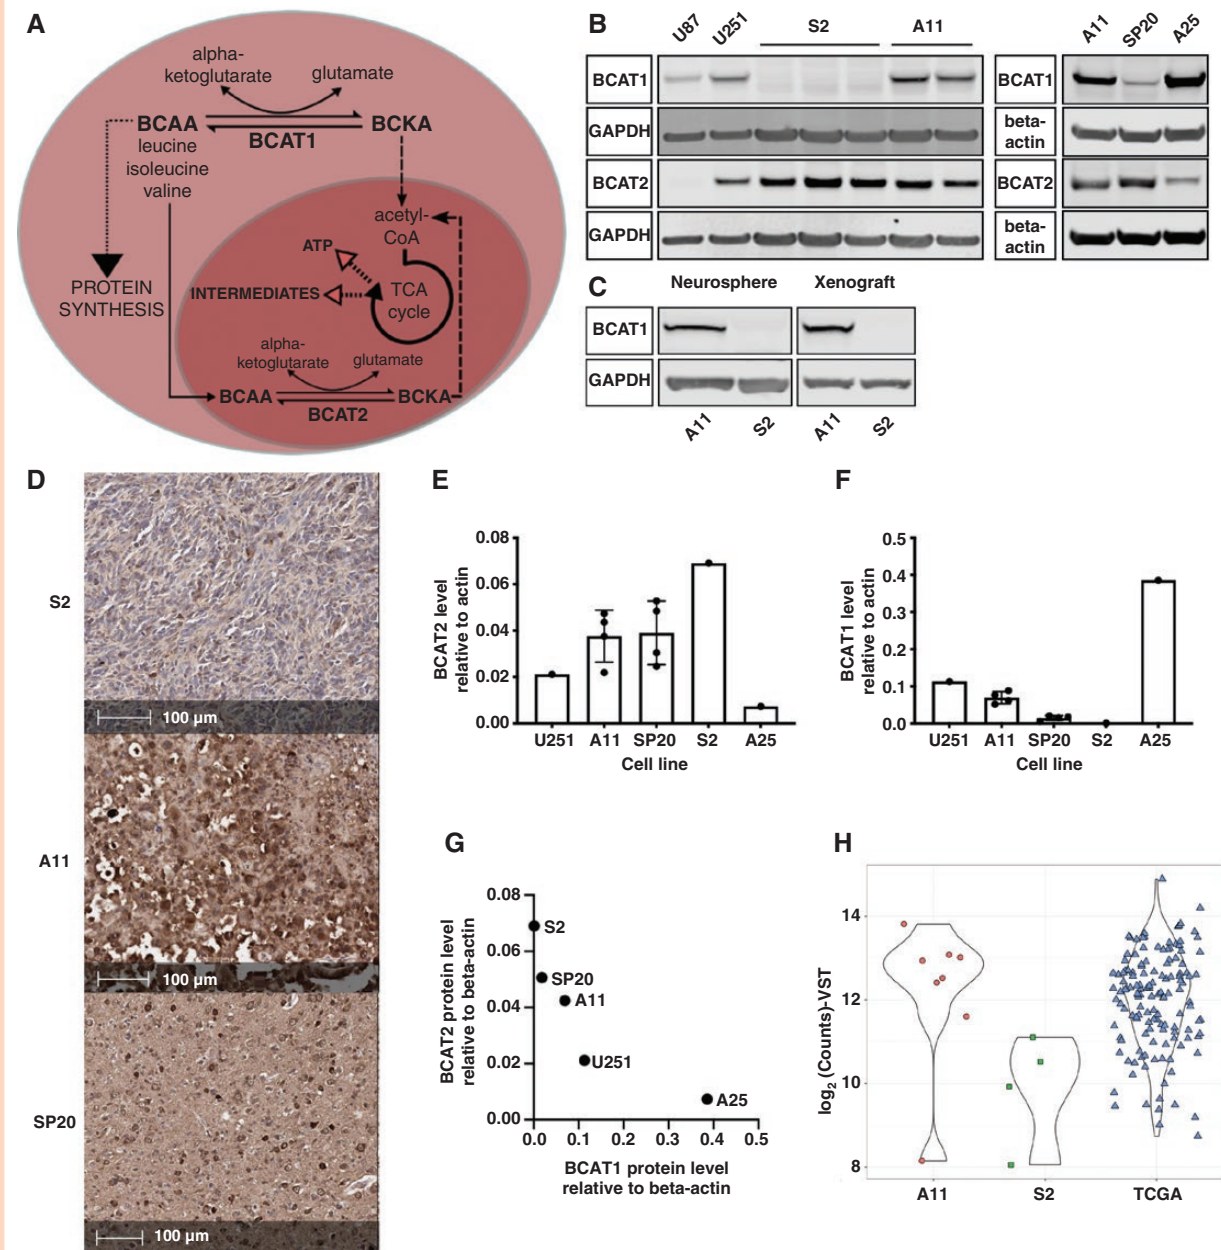 A
alpha-
ketoglutarate
glutamate
BCAA
BCKA
BCAT1
leucine
isoleucine
valine
acetyl-
CoA
ATP
INTERMEDIATES
TCA
cycle
PROTEIN
SYNTHESIS
alpha-
ketoglutarate
glutamate
BCAA
BCKA
BCAT2
B
U87
U251
S2
A11
A11
SP20
A25
BCAT1
GAPDH
BCAT2
GAPDH
BCAT1
beta-
actin
BCAT2
beta-
actin
C
Neurosphere
Xenograft
BCAT1
GAPDH
A11
S2
A11
S2
D
S2
100 µm
A11
100 µm
SP20
100 µm
E
BCAT2 level
relative to actin
0.08
0.06
0.04
0.02
0.00
U251 A11 SP20 S2 A25
Cell line
F
BCAT1 level
relative to actin
0.5
0.4
0.3
0.2
0.1
0.0
U251 A11 SP20 S2 A25
Cell line
G
BCAT2 protein level
relative to beta-actin
0.08
0.06
0.04
0.02
0.00
S2
SP20
A11
U251
A25
0.0 0.1 0.2 0.3 0.4 0.5
BCAT1 protein level
relative to beta-actin
H
log2 (Counts)-VST
14
12
10
8
A11 S2 TCGA